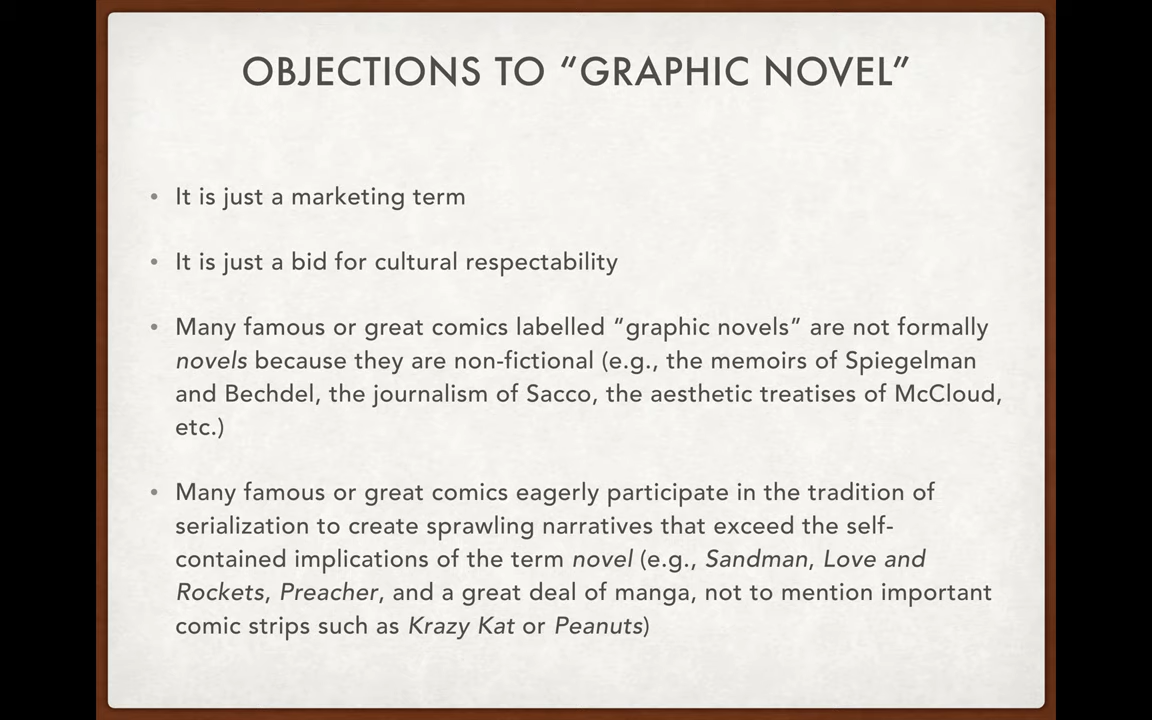 OBJECTIONS TO “GRAPHIC NOVEL”
• It is just a marketing term
• It is just a bid for cultural respectability
• Many famous or great comics labelled “graphic novels” are not formally
novels because they are non-fictional (e.g., the memoirs of Spiegelman
and Bechdel, the journalism of Sacco, the aesthetic treatises of McCloud,
etc.)
• Many famous or great comics eagerly participate in the tradition of
serialization to create sprawling narratives that exceed the self-
contained implications of the term novel (e.g., Sandman, Love and
Rockets, Preacher, and a great deal of manga, not to mention important
comic strips such as Krazy Kat or Peanuts)